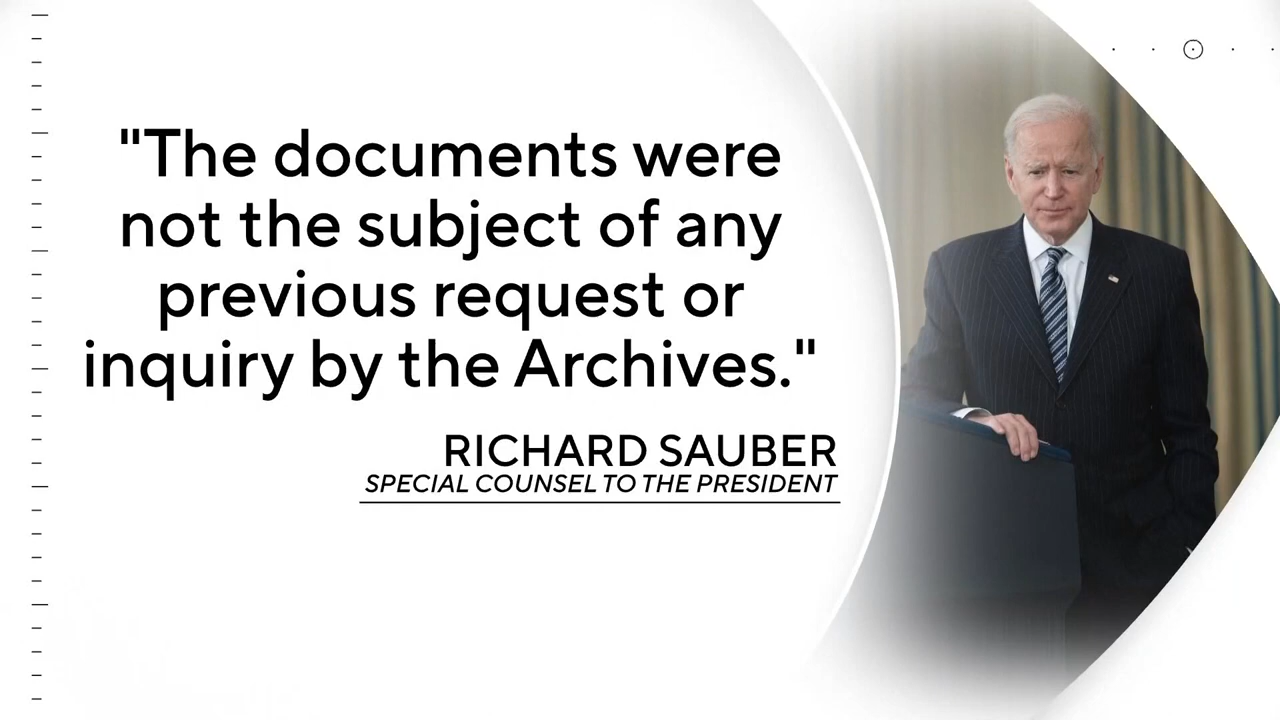 "The documents were
not the subject of any
previous request or
inquiry by the Archives."
RICHARD SAUBER
SPECIAL COUNSEL TO THE PRESIDENT